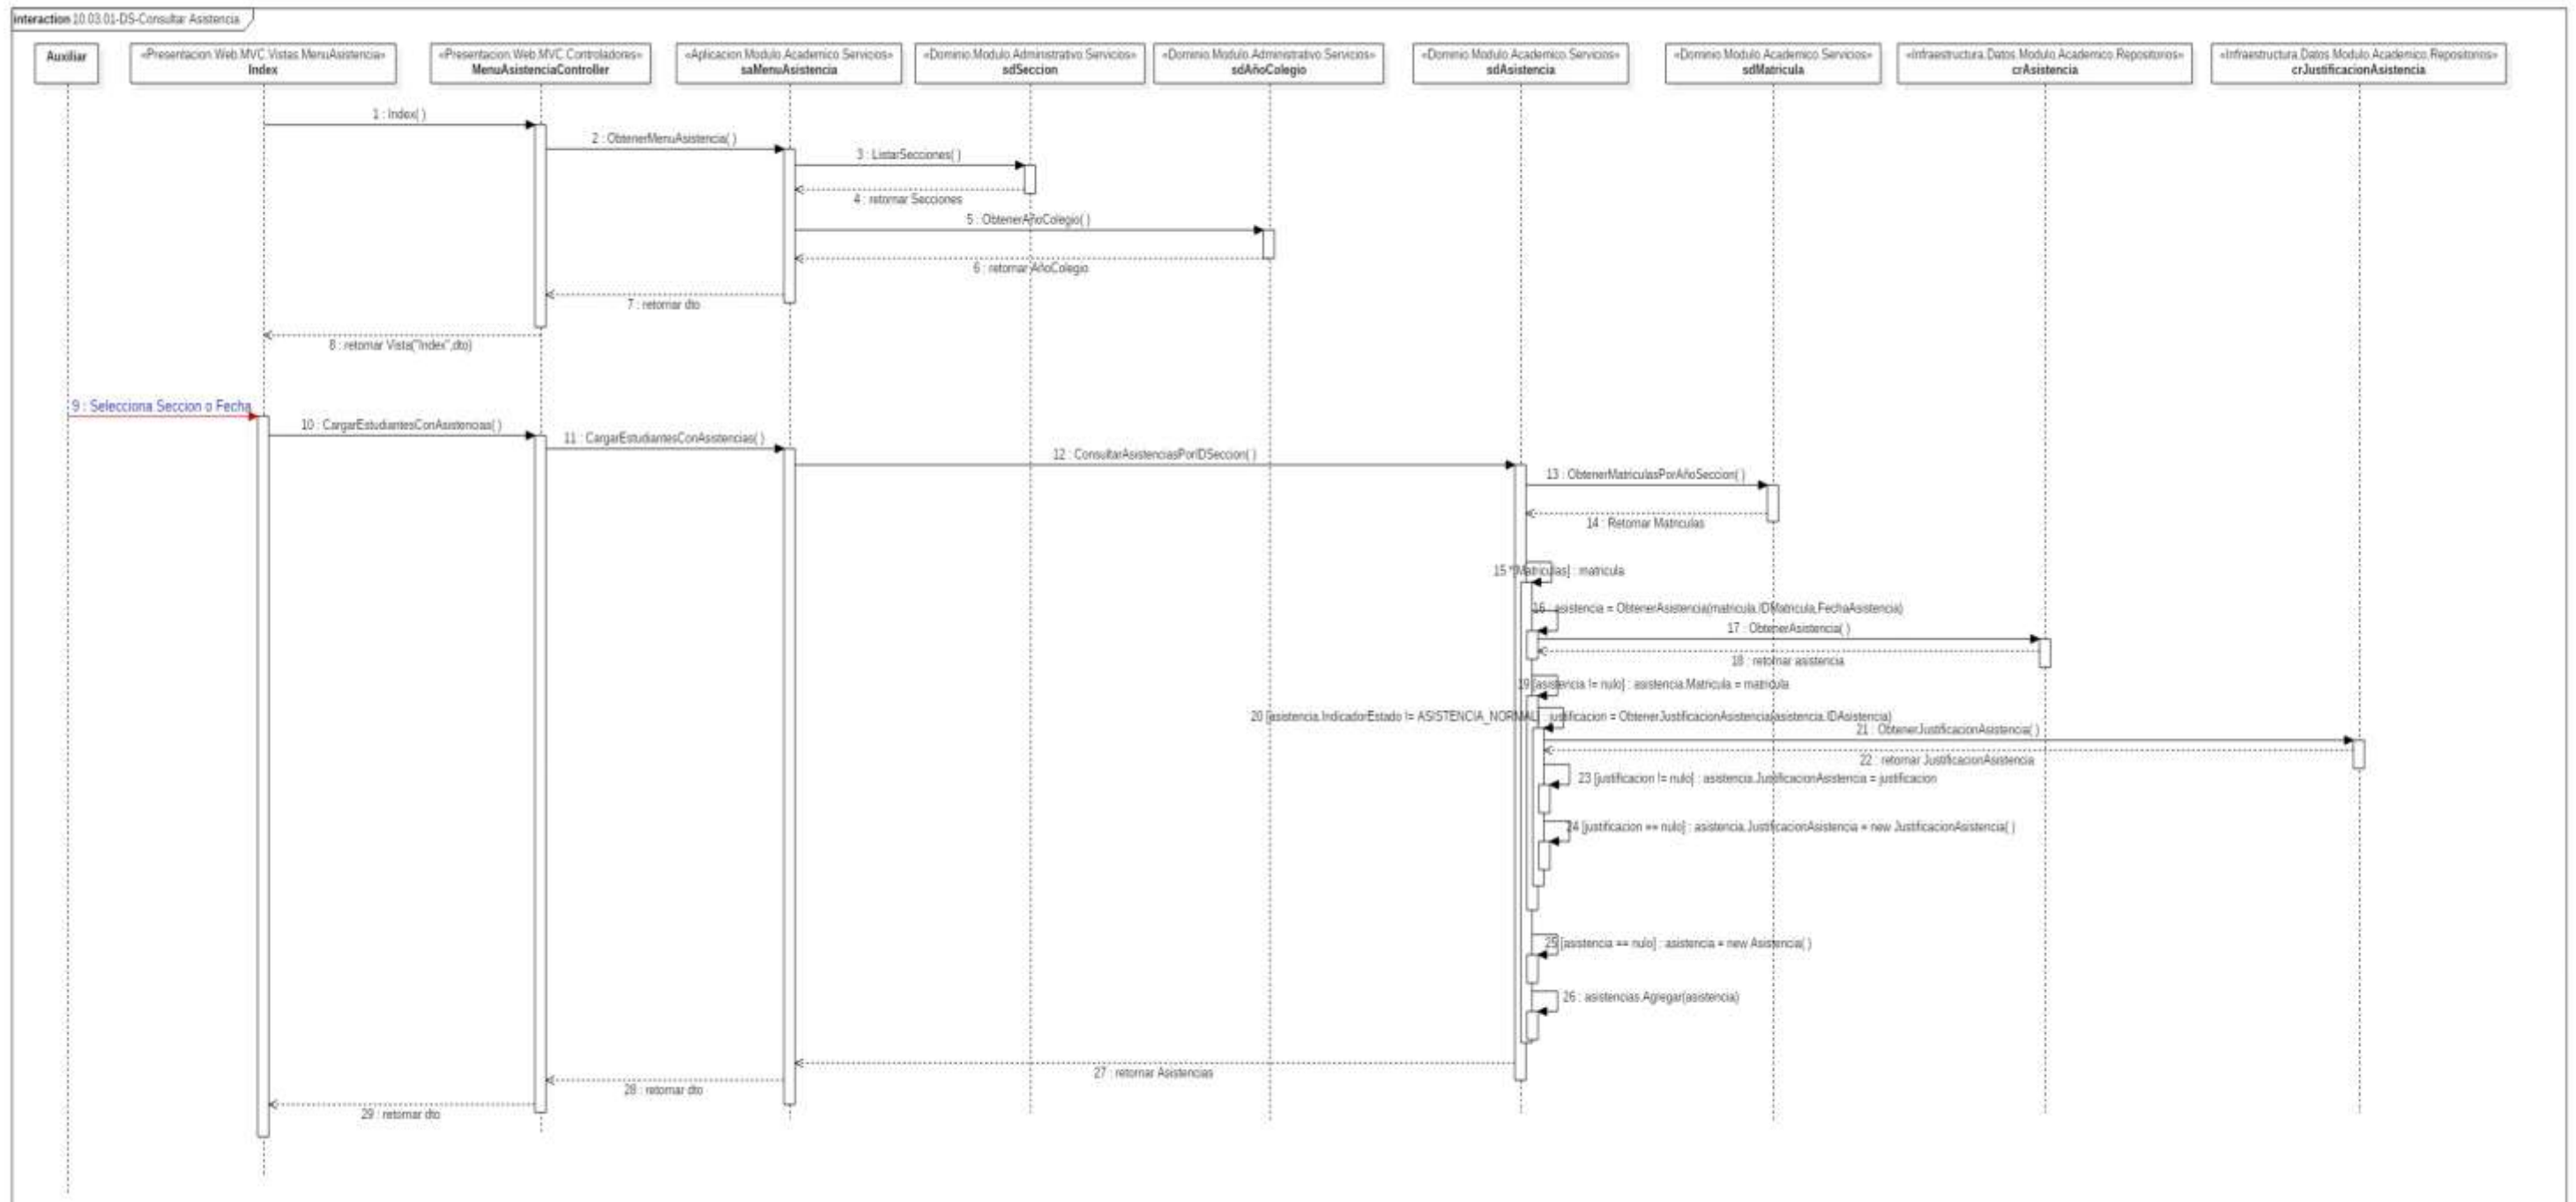 interaction 10.03.01-DS-Consultar Asistencia
Auxiliar
«Presentacion.Web.MVC.Vistas.MenuAsistencia»
Index
«Presentacion.Web.MVC.Controladores»
MenuAsistenciaController
«Aplicacion.Modulo.Academico.Servicios»
saMenuAsistencia
«Dominio.Modulo.Administrativo.Servicios»
sdSeccion
«Dominio.Modulo.Administrativo.Servicios»
sdAñoColegio
«Dominio.Modulo.Academico.Servicios»
sdAsistencia
«Dominio.Modulo.Academico.Servicios»
sdMatricula
«Infraestructura.Datos.Modulo.Academico.Repositorios»
crAsistencia
«Infraestructura.Datos.Modulo.Academico.Repositorios»
crJustificacionAsistencia
1 : Index( )
2 : ObtenerMenuAsistencia( )
3 : ListarSecciones( )
4 : retornar Secciones
5 : ObtenerAñoColegio( )
6 : retornar AñoColegio
7 : retornar dto
8 : retornar Vista("Index",dto)
9 : Selecciona Seccion o Fecha
10 : CargarEstudiantesConAsistencias( )
11 : CargarEstudiantesConAsistencias( )
12 : ConsultarAsistenciasPorIDSeccion( )
13 : ObtenerMatriculasPorAñoSeccion( )
14 : Retornar Matriculas
15 *[Matriculas] : matricula
16 : asistencia = ObtenerAsistencia(matricula.IDMatricula,FechaAsistencia)
17 : ObtenerAsistencia( )
18 : retornar asistencia
19 [asistencia != nulo] : asistencia.Matricula = matricula
20 [asistencia.IndicadorEstado != ASISTENCIA_NORMAL] : justificacion = ObtenerJustificacionAsistencia(asistencia.IDAsistencia)
21 : ObtenerJustificacionAsistencia( )
22 : retornar JustificacionAsistencia
23 [justificacion != nulo] : asistencia.JustificacionAsistencia = justificacion
24 [justificacion == nulo] : asistencia.JustificacionAsistencia = new JustificacionAsistencia( )
25 [asistencia == nulo] : asistencia = new Asistencia( )
26 : asistencias.Agregar(asistencia)
27 : retornar Asistencias
28 : retornar dto
29 : retornar dto